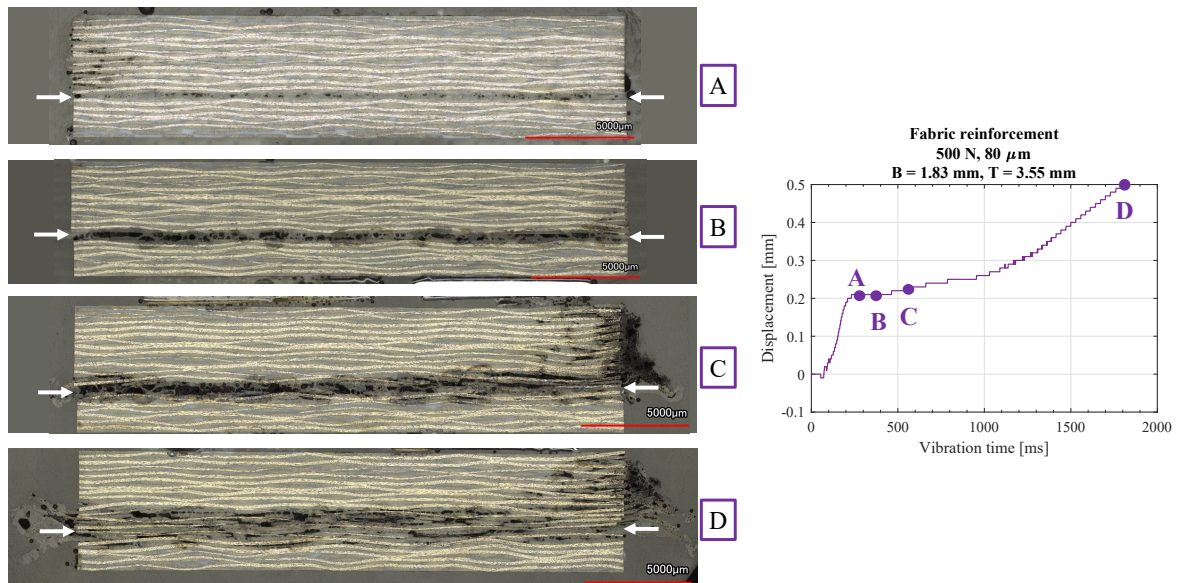 A
5000μm
B
5000μm
C
5000μm
D
5000μm
Fabric reinforcement
500 N, 80 μm
B = 1.83 mm, T = 3.55 mm
Displacement [mm]
0.5
0.4
0.3
0.2
0.1
0
-0.1
A
B
C
D
0
500
1000
1500
2000
Vibration time [ms]